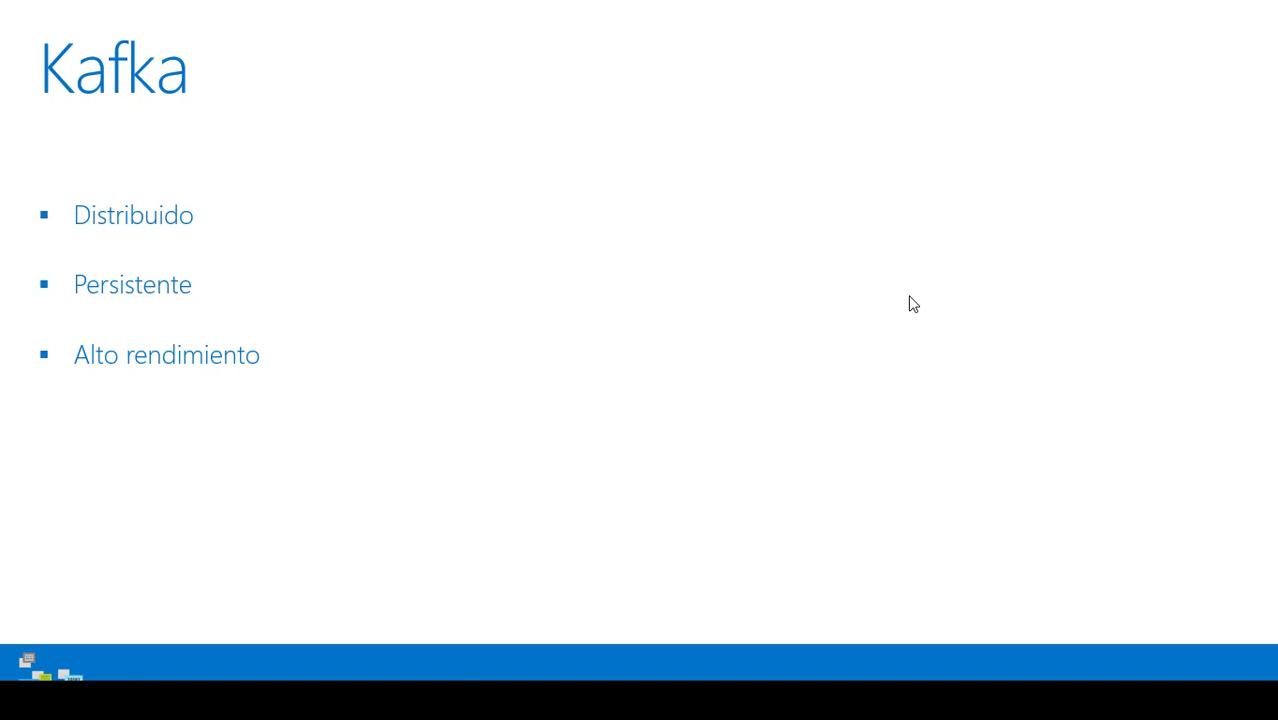 Kafka
▪ Distribuido
▪ Persistente
▪ Alto rendimiento